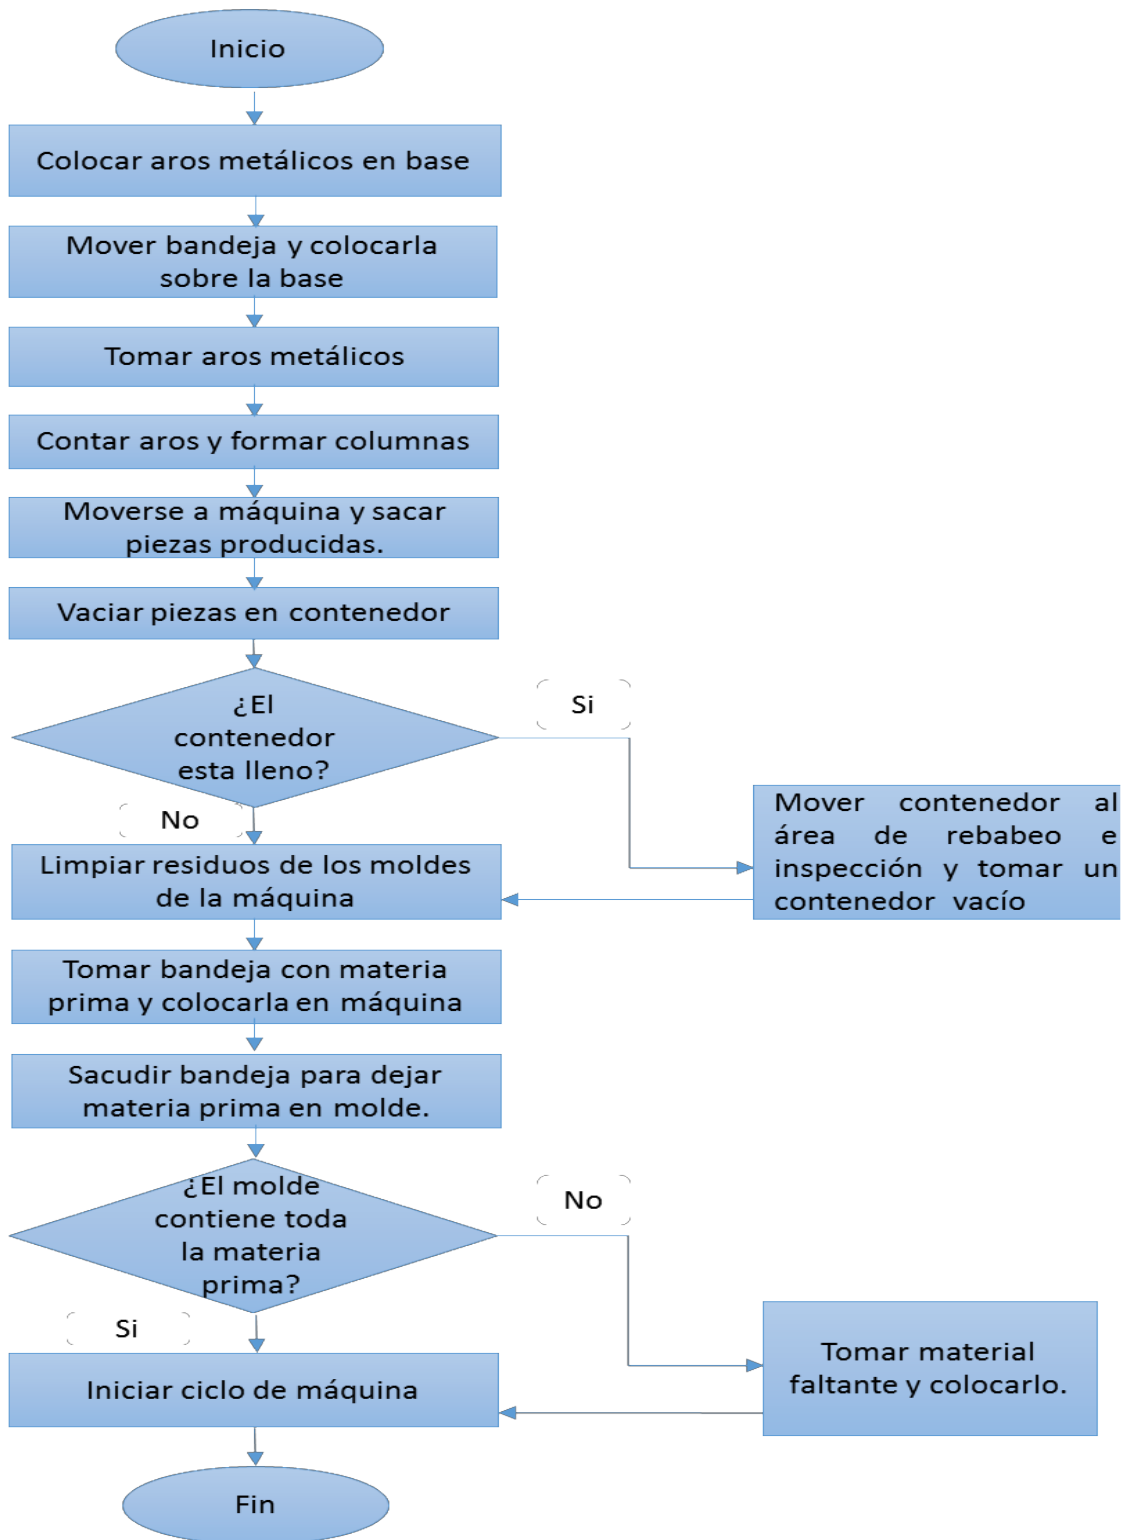 Inicio
Colocar aros metálicos en base
Mover bandeja y colocarla
sobre la base
Tomar aros metálicos
Contar aros y formar columnas
Moverse a máquina y sacar
piezas producidas.
Vaciar piezas en contenedor
¿El
contenedor
esta lleno?
Si
No
Mover contenedor al
área de rebabeo e
inspección y tomar un
contenedor vacío
Limpiar residuos de los moldes
de la máquina
Tomar bandeja con materia
prima y colocarla en máquina
Sacudir bandeja para dejar
materia prima en molde.
¿El molde
contiene toda
la materia
prima?
No
Si
Tomar material
faltante y colocarlo.
Iniciar ciclo de máquina
Fin